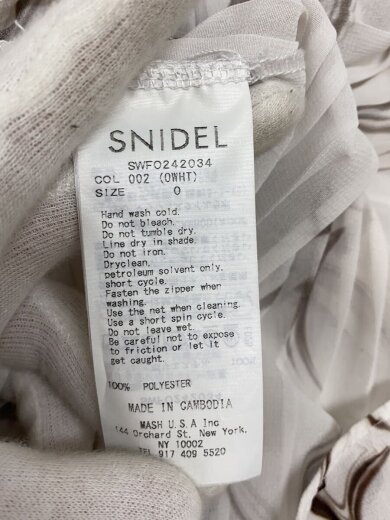 SNIDEL
SWFO242034
COL 002 (OWHT)
SIZE 0
Hand wash cold.
Do not bleach.
Do not tumble dry.
Line dry in shade.
Do not iron.
Dryclean.
petroleum solvent only.
short cycle.
Fasten the zipper when
washing.
Use the net when cleaning.
Use a short spin cycle.
Do not leave wet.
Be careful not to expose
to friction or let it
get caught.
100% POLYESTER
MADE IN CAMBODIA
MASH U.S.A Inc
144 Orchard St. New York,
NY 10002
TEL 917 409 5520